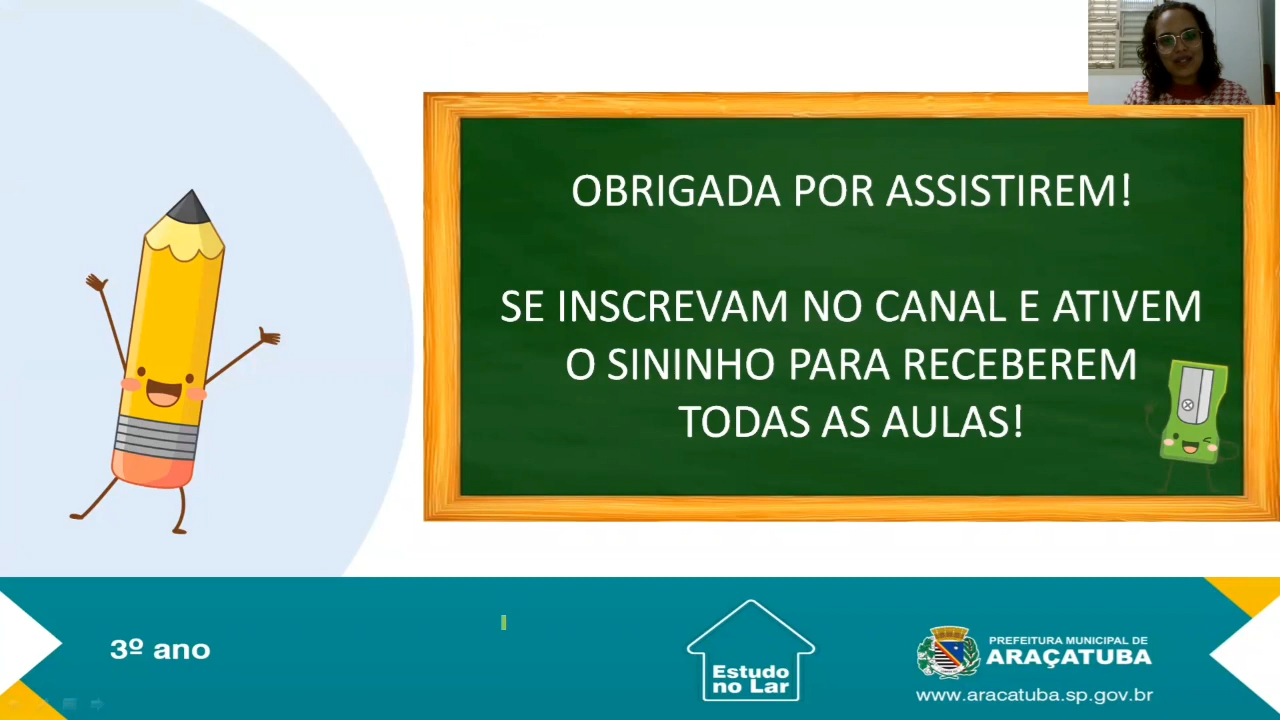 OBRIGADA POR ASSISTIREM!
SE INSCREVAM NO CANAL E ATIVEM
O SININHO PARA RECEBEREM
TODAS AS AULAS!
3º ano
Estudo
no Lar
PREFEITURA MUNICIPAL DE
ARAÇATUBA
www.aracatuba.sp.gov.br